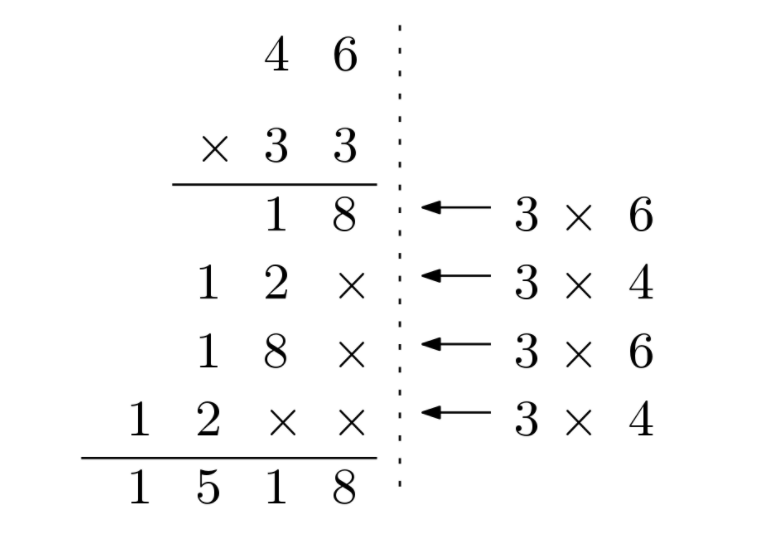 4 6
× 3 3
1 8 ← 3 × 6
1 2 × ← 3 × 4
1 8 × ← 3 × 6
1 2 × × ← 3 × 4
1 5 1 8